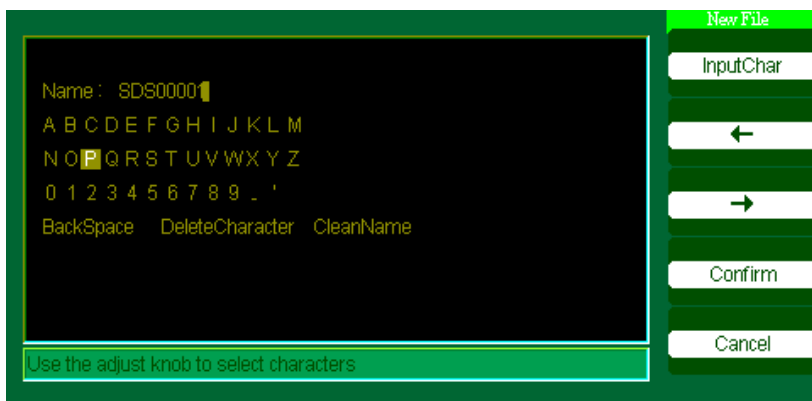 New File
InputChar
Name: SDS00001
A B C D E F G H I J K L M
N O P Q R S T U V W X Y Z
0 1 2 3 4 5 6 7 8 9 _ '
BackSpace DeleteCharacter CleanName
←
→
Confirm
Cancel
Use the adjust knob to select characters